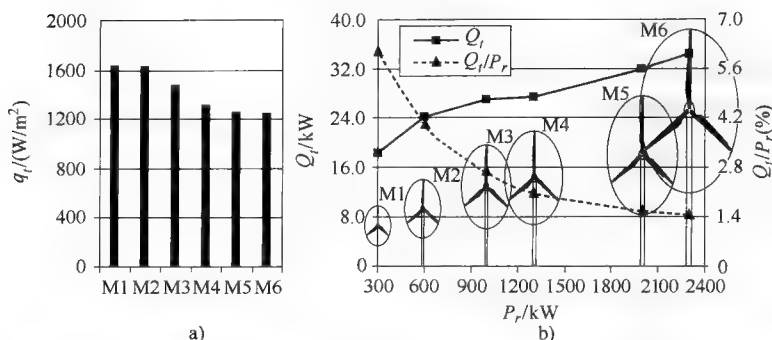 2000
1600
1200
800
400
0
q_t/(W/m²)
M1 M2 M3 M4 M5 M6
a)
40.0
32.0
24.0
16.0
8.0
0.0
Q_t/kW
Q_t
Q_t/P_r
M1
M2
M3
M4
M5
M6
7.0
5.6
4.2
2.8
1.4
0.0
Q_t/P_r(%)
300 600 900 1200 1500 1800 2100 2400
P_r/kW
b)